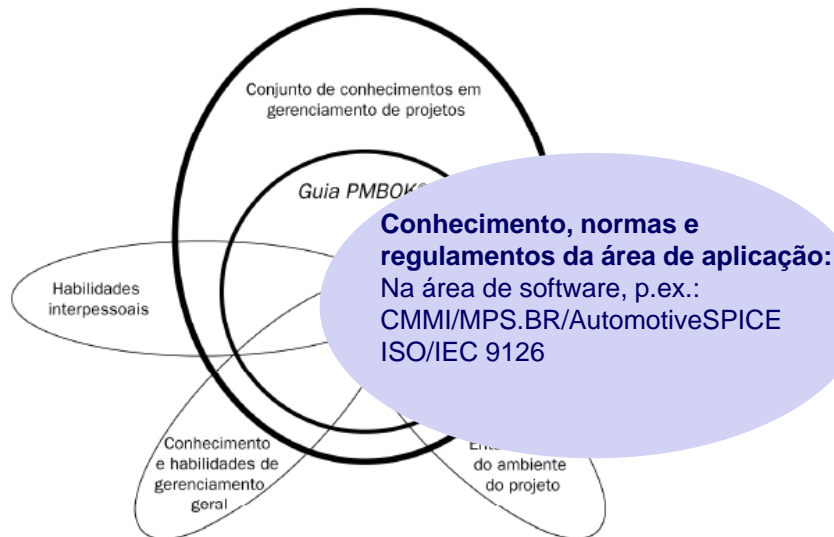 Conjunto de conhecimentos em
gerenciamento de projetos
Guia PMBOK®
Conhecimento, normas e
regulamentos da área de aplicação:
Na área de software, p.ex.:
CMMI/MPS.BR/AutomotiveSPICE
ISO/IEC 9126
Habilidades
interpessoais
Conhecimento
e habilidades de
gerenciamento
geral
do ambiente
do projeto